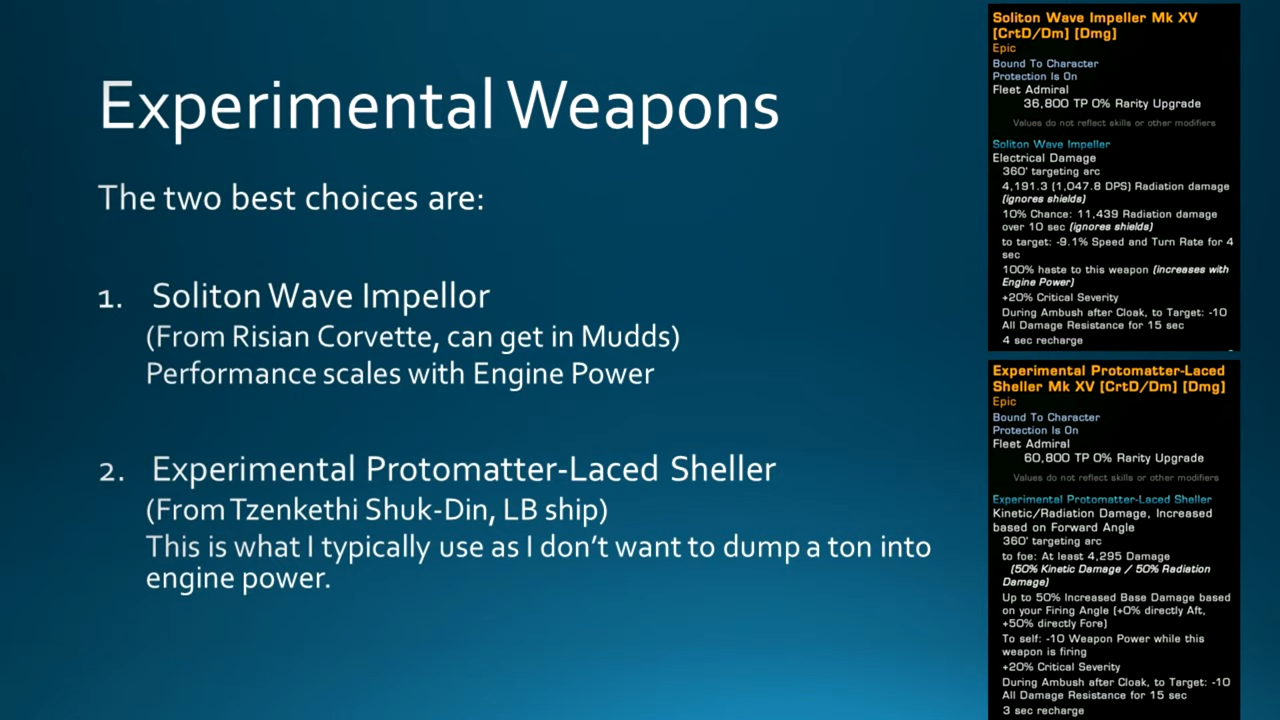 Experimental Weapons
The two best choices are:
1. Soliton Wave Impellor
(From Risian Corvette, can get in Mudds)
Performance scales with Engine Power
2. Experimental Protomatter-Laced Sheller
(From Tzenkethi Shuk-Din, LB ship)
This is what I typically use as I don't want to dump a ton into
engine power.
Soliton Wave Impeller Mk XV
[CrtD/Dm] [Dmg]
Epic
Bound To Character
Protection Is On
Fleet Admiral
36,800 TP 0% Rarity Upgrade
Values do not reflect skills or other modifiers
Soliton Wave Impeller
Electrical Damage
360' targeting arc
4,191.3 (1,047.8 DPS) Radiation damage
(ignores shields)
10% Chance: 11,439 Radiation damage
over 10 sec (ignores shields)
to target: -9.1% Speed and Turn Rate for 4
sec
100% haste to this weapon (increases with
Engine Power)
+20% Critical Severity
During Ambush after Cloak, to Target: -10
All Damage Resistance for 15 sec
4 sec recharge
Experimental Protomatter-Laced
Sheller Mk XV [CrtD/Dm] [Dmg]
Epic
Bound To Character
Protection Is On
Fleet Admiral
60,800 TP 0% Rarity Upgrade
Values do not reflect skills or other modifiers
Experimental Protomatter-Laced Sheller
Kinetic/Radiation Damage, Increased
based on Forward Angle
360' targeting arc
to foe: At least 4,295 Damage
(50% Kinetic Damage / 50% Radiation
Damage)
Up to 50% Increased Base Damage based
on your Firing Angle (+0% directly Aft,
+50% directly Fore)
To self: -10 Weapon Power while this
weapon is firing
+20% Critical Severity
During Ambush after Cloak, to Target: -10
All Damage Resistance for 15 sec
3 sec recharge